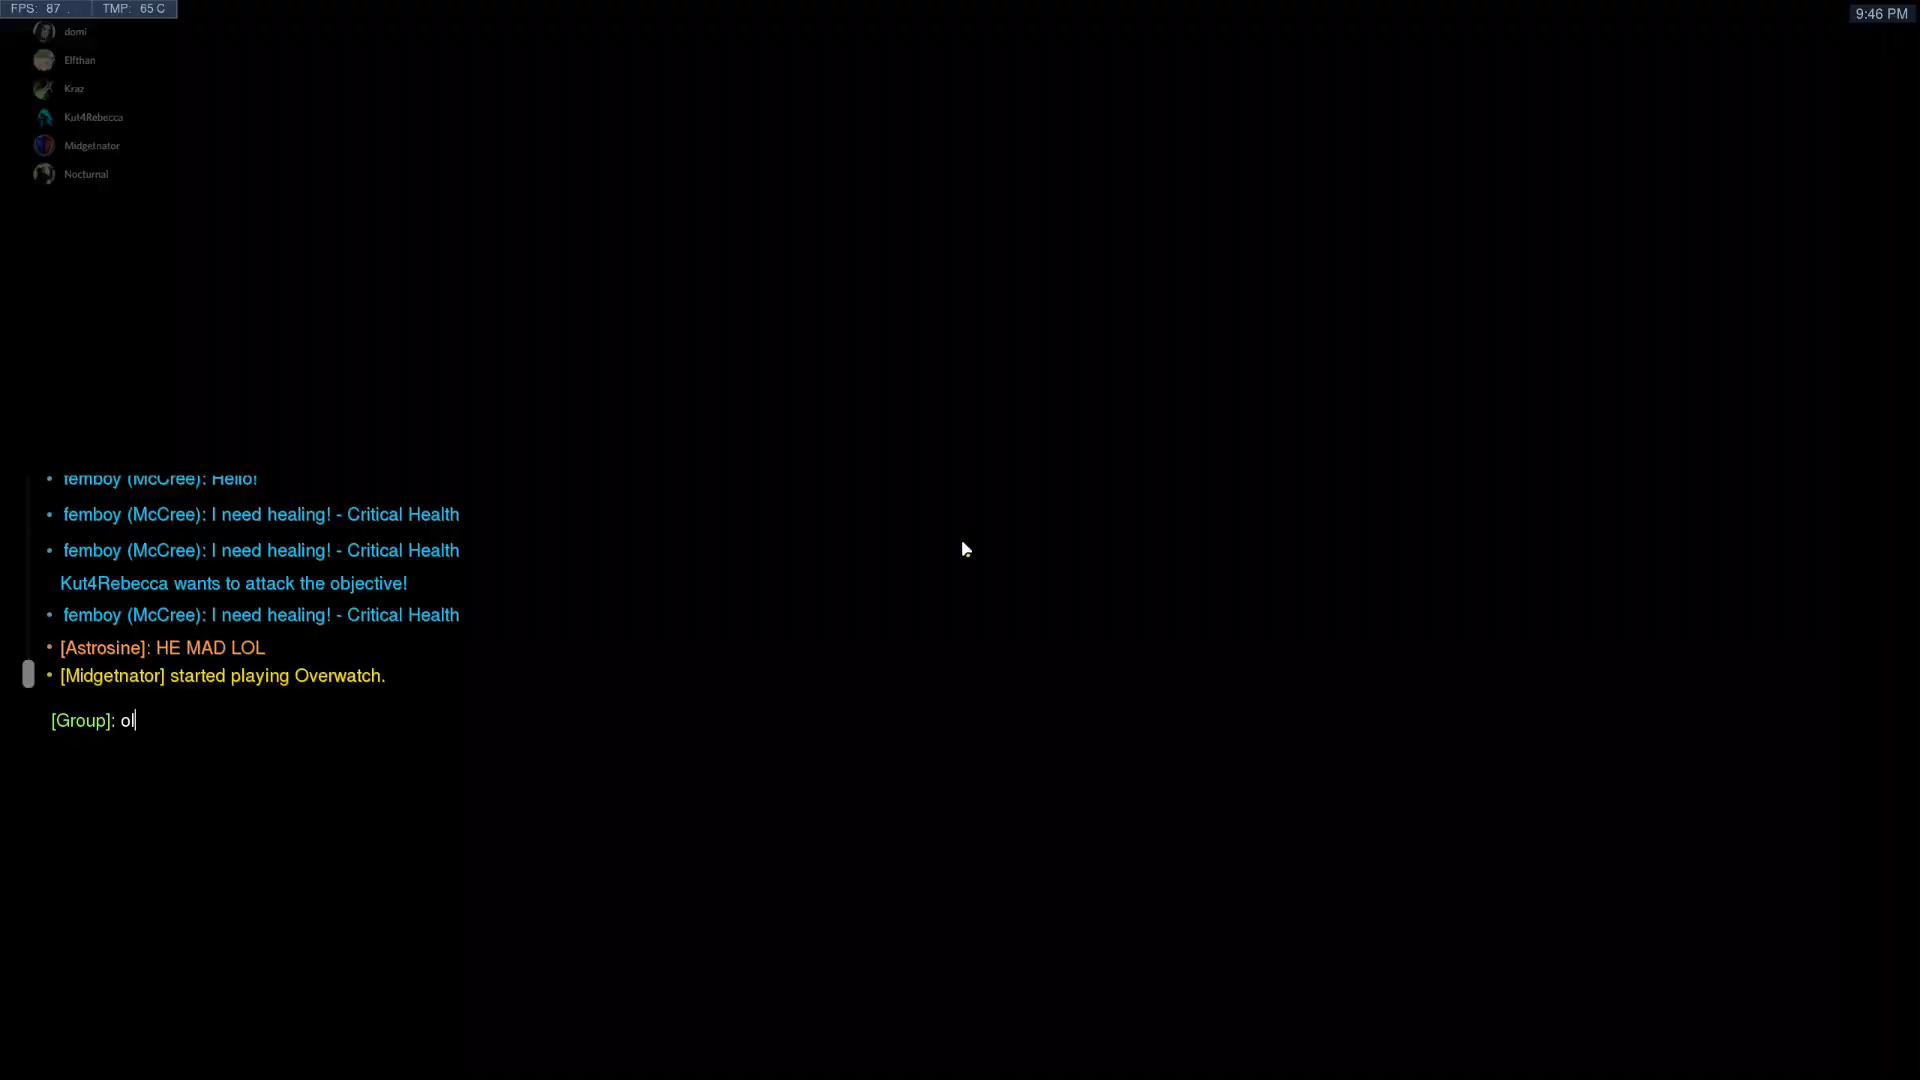 FPS: 87 TMP: 65 C
9:46 PM
domi
Elfthan
Kraz
Kut4Rebecca
Midgetnator
Nocturnal
• femboy (McCree): Hello!
• femboy (McCree): I need healing! - Critical Health
• femboy (McCree): I need healing! - Critical Health
Kut4Rebecca wants to attack the objective!
• femboy (McCree): I need healing! - Critical Health
• [Astrosine]: HE MAD LOL
• [Midgetnator] started playing Overwatch.
[Group]: ol